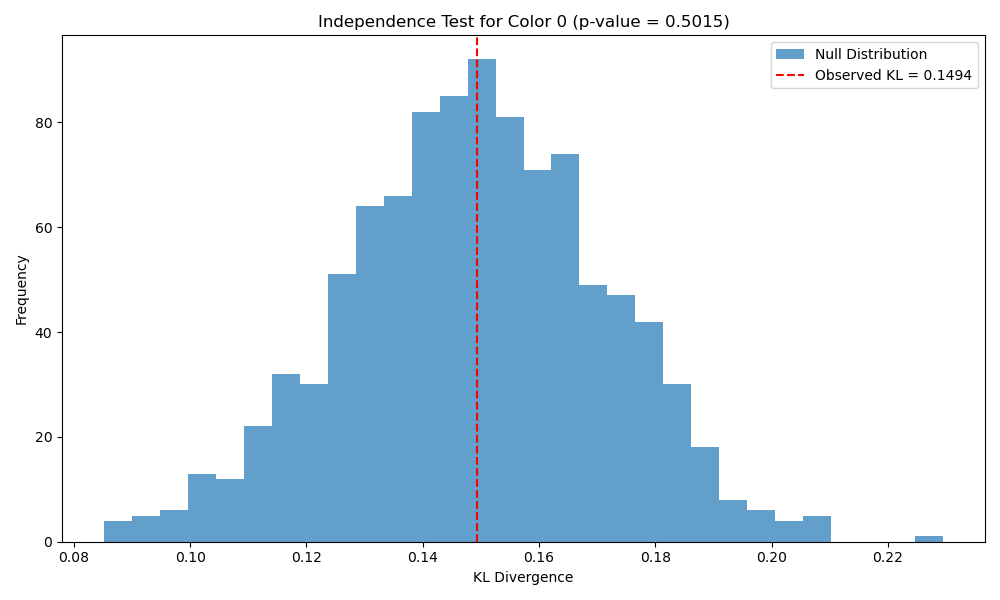 Independence Test for Color 0 (p-value = 0.5015)
Null Distribution
Observed KL = 0.1494
Frequency
80
60
40
20
0
0.08 0.10 0.12 0.14 0.16 0.18 0.20 0.22
KL Divergence